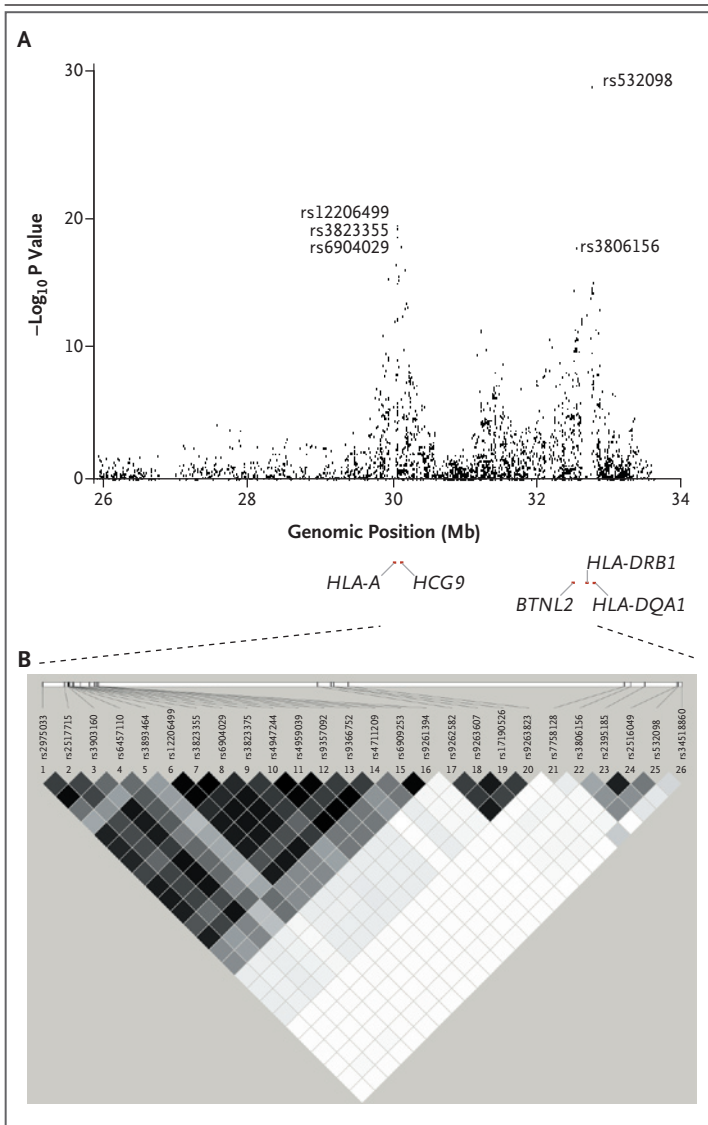 A
30
rs532098
rs12206499
20
rs3823355
rs6904029
rs3806156
−Log10 P Value
10
0
26
28
30
32
34
Genomic Position (Mb)
HLA-DRB1
HLA-A
HCG9
BTNL2
HLA-DQA1
B
rs2975033
rs2517715
rs3903160
rs6457110
rs3893464
rs12206499
rs3823355
rs6904029
rs3823375
rs4947244
rs4959039
rs9357092
rs9366752
rs4711209
rs6909253
rs9261394
rs9262582
rs9263607
rs17190526
rs9263823
rs7758128
rs3806156
rs2395185
rs2516049
rs532098
rs34518860
1 2 3 4 5 6 7 8 9 10 11 12 13 14 15 16 17 18 19 20 21 22 23 24 25 26